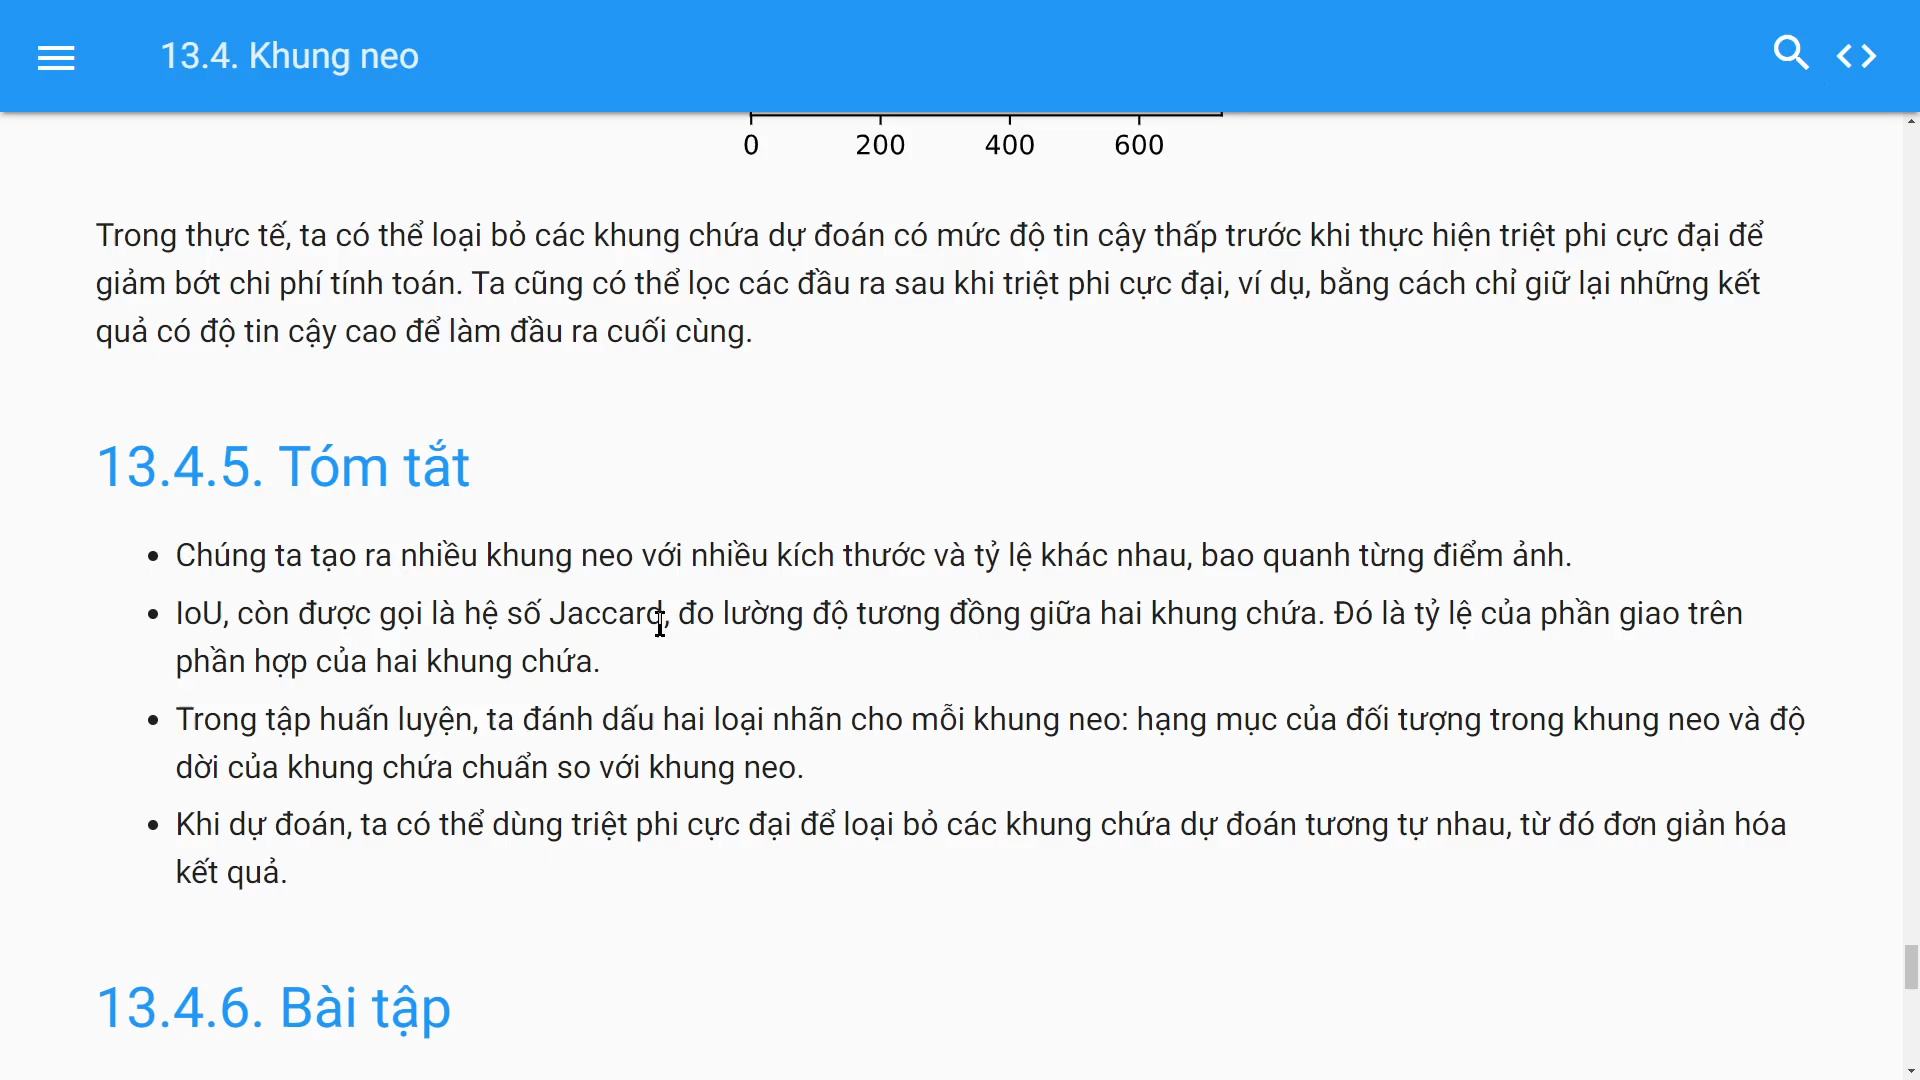 13.4. Khung neo
0 200 400 600
Trong thực tế, ta có thể loại bỏ các khung chứa dự đoán có mức độ tin cậy thấp trước khi thực hiện triệt phi cực đại để
giảm bớt chi phí tính toán. Ta cũng có thể lọc các đầu ra sau khi triệt phi cực đại, ví dụ, bằng cách chỉ giữ lại những kết
quả có độ tin cậy cao để làm đầu ra cuối cùng.
13.4.5. Tóm tắt
• Chúng ta tạo ra nhiều khung neo với nhiều kích thước và tỷ lệ khác nhau, bao quanh từng điểm ảnh.
• IoU, còn được gọi là hệ số Jaccard, đo lường độ tương đồng giữa hai khung chứa. Đó là tỷ lệ của phần giao trên
phần hợp của hai khung chứa.
• Trong tập huấn luyện, ta đánh dấu hai loại nhãn cho mỗi khung neo: hạng mục của đối tượng trong khung neo và độ
dời của khung chứa chuẩn so với khung neo.
• Khi dự đoán, ta có thể dùng triệt phi cực đại để loại bỏ các khung chứa dự đoán tương tự nhau, từ đó đơn giản hóa
kết quả.
13.4.6. Bài tập